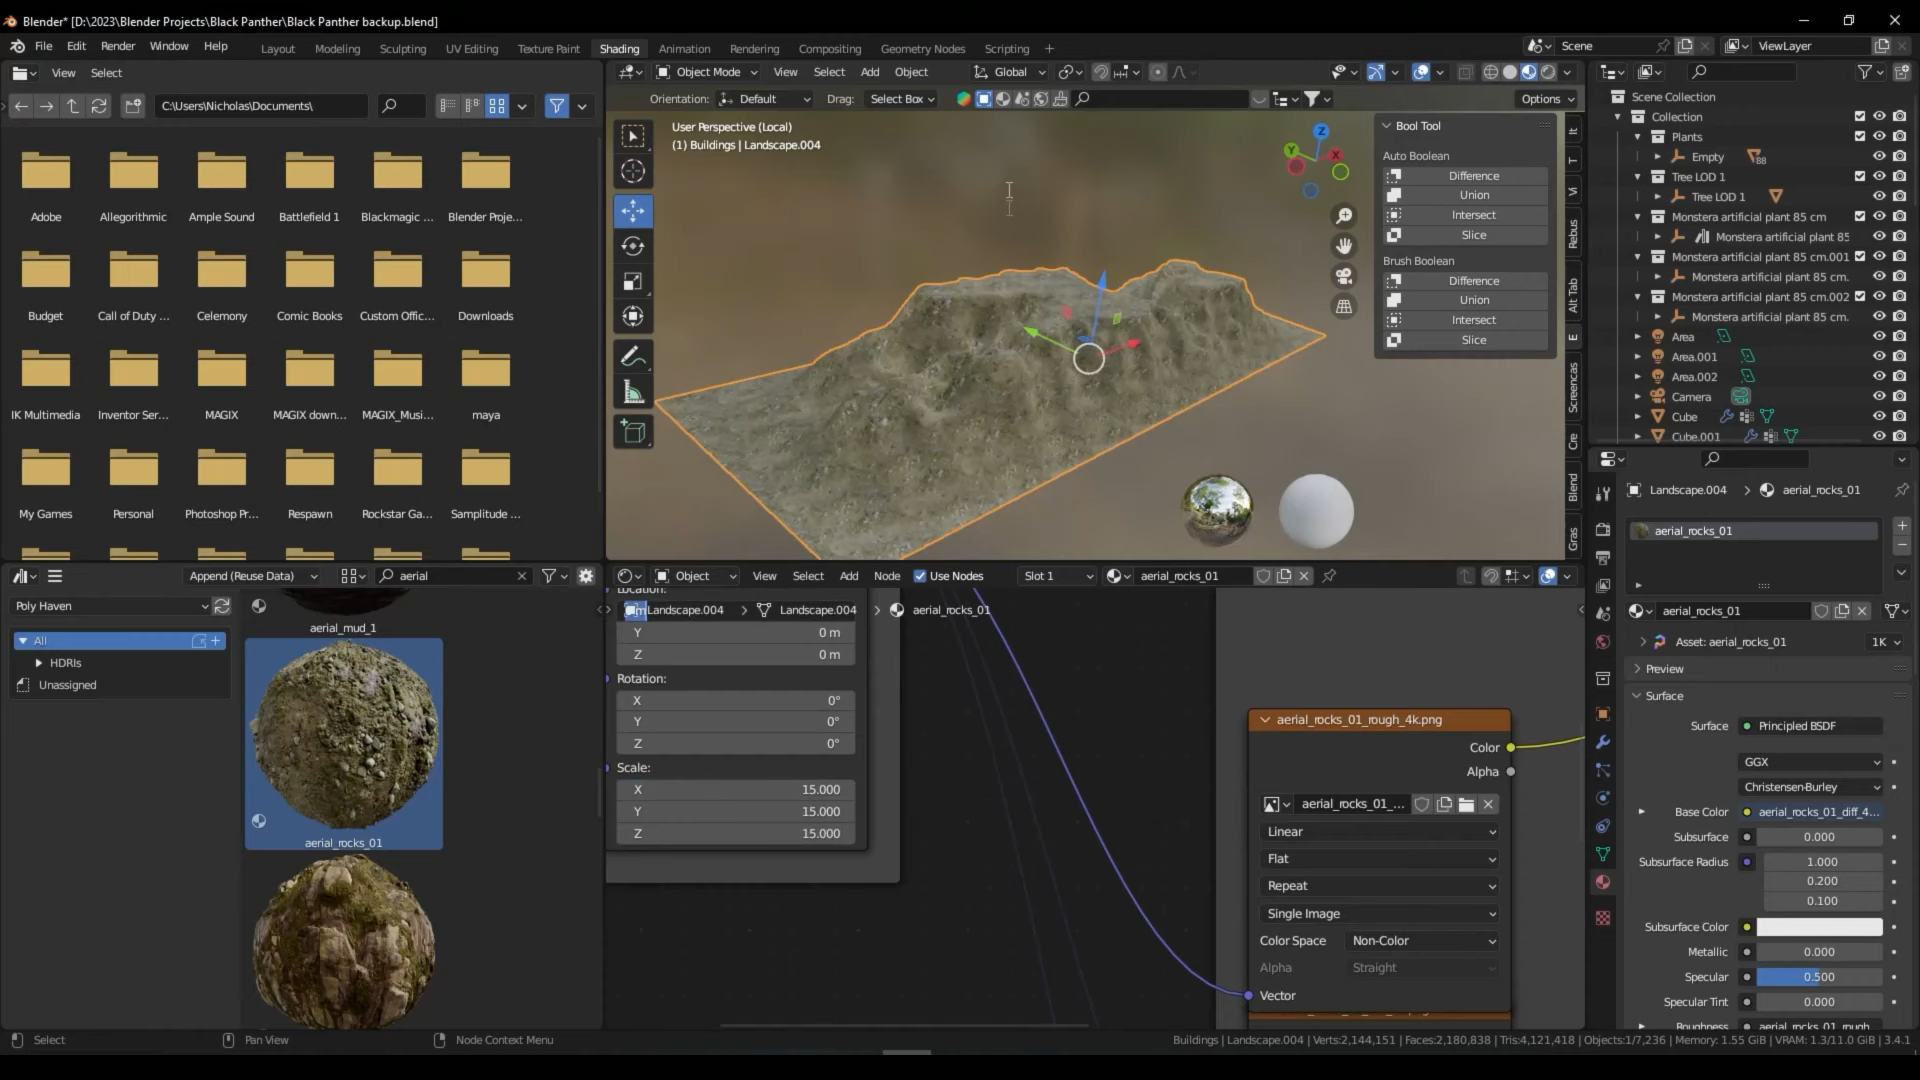 Blender* [D:\2023\Blender Projects\Black Panther\Black Panther backup.blend]
File Edit Render Window Help
Layout Modeling Sculpting UV Editing Texture Paint Shading Animation Rendering Compositing Geometry Nodes Scripting +
Scene
ViewLayer
View Select
C:\Users\Nicholas\Documents\
Adobe Allegorithmic Ample Sound Battlefield 1 Blackmagic ... Blender Proje...
Budget Call of Duty ... Celemony Comic Books Custom Offic... Downloads
IK Multimedia Inventor Ser... MAGIX MAGIX down... MAGIX_Musi... maya
My Games Personal Photoshop Pr... Respawn Rockstar Ga... Samplitude ...
Object Mode View Select Add Object Global
Orientation: Default Drag: Select Box Options
User Perspective (Local)
(1) Buildings | Landscape.004
Z
Y
X
Bool Tool
Auto Boolean
Difference
Union
Intersect
Slice
Brush Boolean
Difference
Union
Intersect
Slice
It
T
Vi
Rebus
Alt Tab
E
Screencas
Cre
Blend
Gras
Scene Collection
Collection
Plants
Empty 88
Tree LOD 1
Tree LOD 1
Monstera artificial plant 85 cm
Monstera artificial plant 85
Monstera artificial plant 85 cm.001
Monstera artificial plant 85 cm.
Monstera artificial plant 85 cm.002
Monstera artificial plant 85 cm.
Area
Area.001
Area.002
Camera
Cube
Cube.001
Append (Reuse Data) aerial
Poly Haven
All
HDRIs
Unassigned
aerial_mud_1
aerial_rocks_01
Object View Select Add Node Use Nodes Slot 1 aerial_rocks_01
Location:
Landscape.004 > Landscape.004 > aerial_rocks_01
Y 0 m
Z 0 m
Rotation:
X 0°
Y 0°
Z 0°
Scale:
X 15.000
Y 15.000
Z 15.000
aerial_rocks_01_rough_4k.png
Color
Alpha
aerial_rocks_01_...
Linear
Flat
Repeat
Single Image
Color Space Non-Color
Alpha Straight
Vector
Landscape.004 > aerial_rocks_01
aerial_rocks_01
aerial_rocks_01
Asset: aerial_rocks_01 1K
Preview
Surface
Surface Principled BSDF
GGX
Christensen-Burley
Base Color aerial_rocks_01_diff_4...
Subsurface 0.000
Subsurface Radius 1.000
0.200
0.100
Subsurface Color
Metallic 0.000
Specular 0.500
Specular Tint 0.000
Roughness aerial_rocks_01_rough
Select Pan View Node Context Menu
Buildings | Landscape.004 | Verts:2,144,151 | Faces:2,180,838 | Tris:4,121,418 | Objects:1/7,236 | Memory: 1.55 GiB | VRAM: 1.3/11.0 GiB | 3.4.1